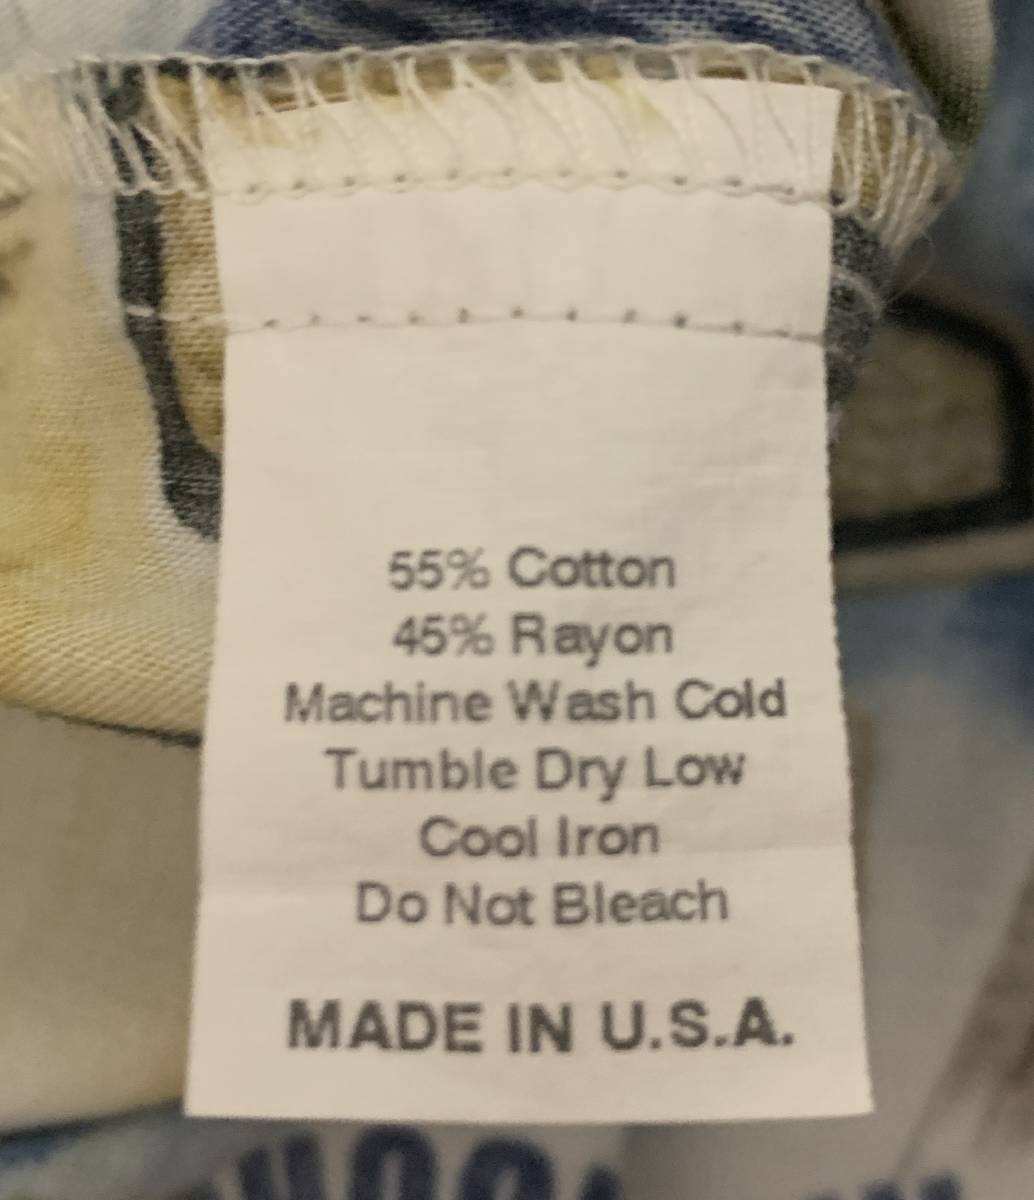 55% Cotton
45% Rayon
Machine Wash Cold
Tumble Dry Low
Cool Iron
Do Not Bleach
MADE IN U.S.A.